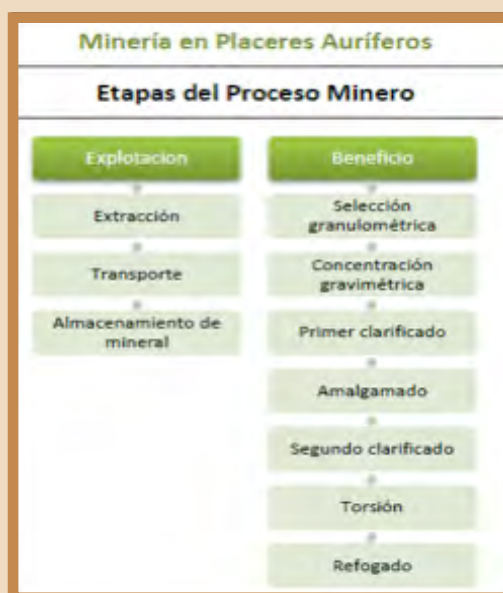 Minería en Placeres Auríferos
Etapas del Proceso Minero
Explotacion
Extracción
Transporte
Almacenamiento de
mineral
Beneficio
Selección
granulométrica
Concentración
gravimétrica
Primer clarificado
Amalgamado
Segundo clarificado
Torsión
Refogado